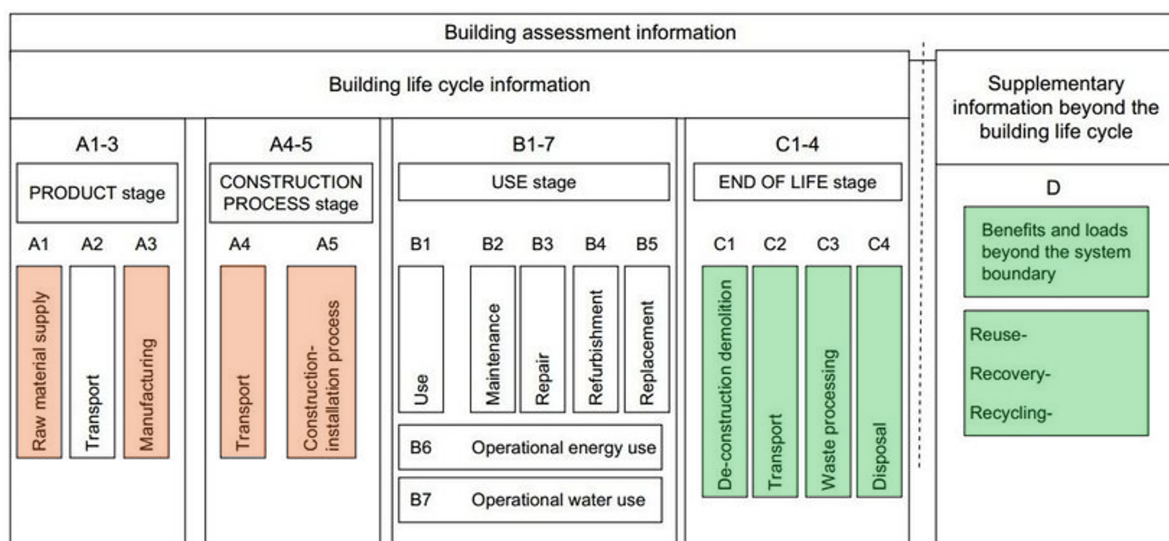 Building assessment information
Building life cycle information
Supplementary
information beyond the
building life cycle
A1-3
A4-5
B1-7
C1-4
PRODUCT stage
CONSTRUCTION
PROCESS stage
USE stage
END OF LIFE stage
D
A1
A2
A3
A4
A5
B1
B2
B3
B4
B5
C1
C2
C3
C4
Raw material supply
Transport
Manufacturing
Transport
Construction-
installation process
Use
Maintenance
Repair
Refurbishment
Replacement
B6 Operational energy use
B7 Operational water use
De-construction demolition
Transport
Waste processing
Disposal
Benefits and loads
beyond the system
boundary
Reuse-
Recovery-
Recycling-